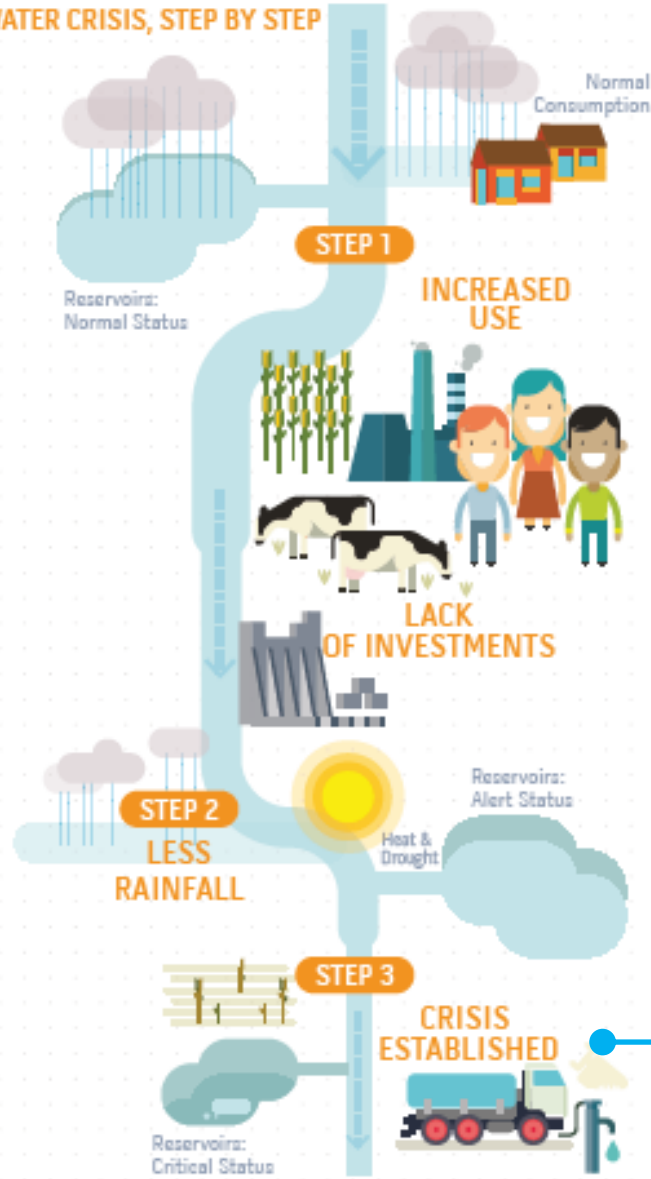 ATER CRISIS, STEP BY STEP
Normal
Consumption
STEP 1
Reservoirs:
Normal Status
INCREASED
USE
LACK
OF INVESTMENTS
Reservoirs:
Alert Status
STEP 2
Heat &
Drought
LESS
RAINFALL
STEP 3
CRISIS
ESTABLISHED
Reservoirs:
Critical Status